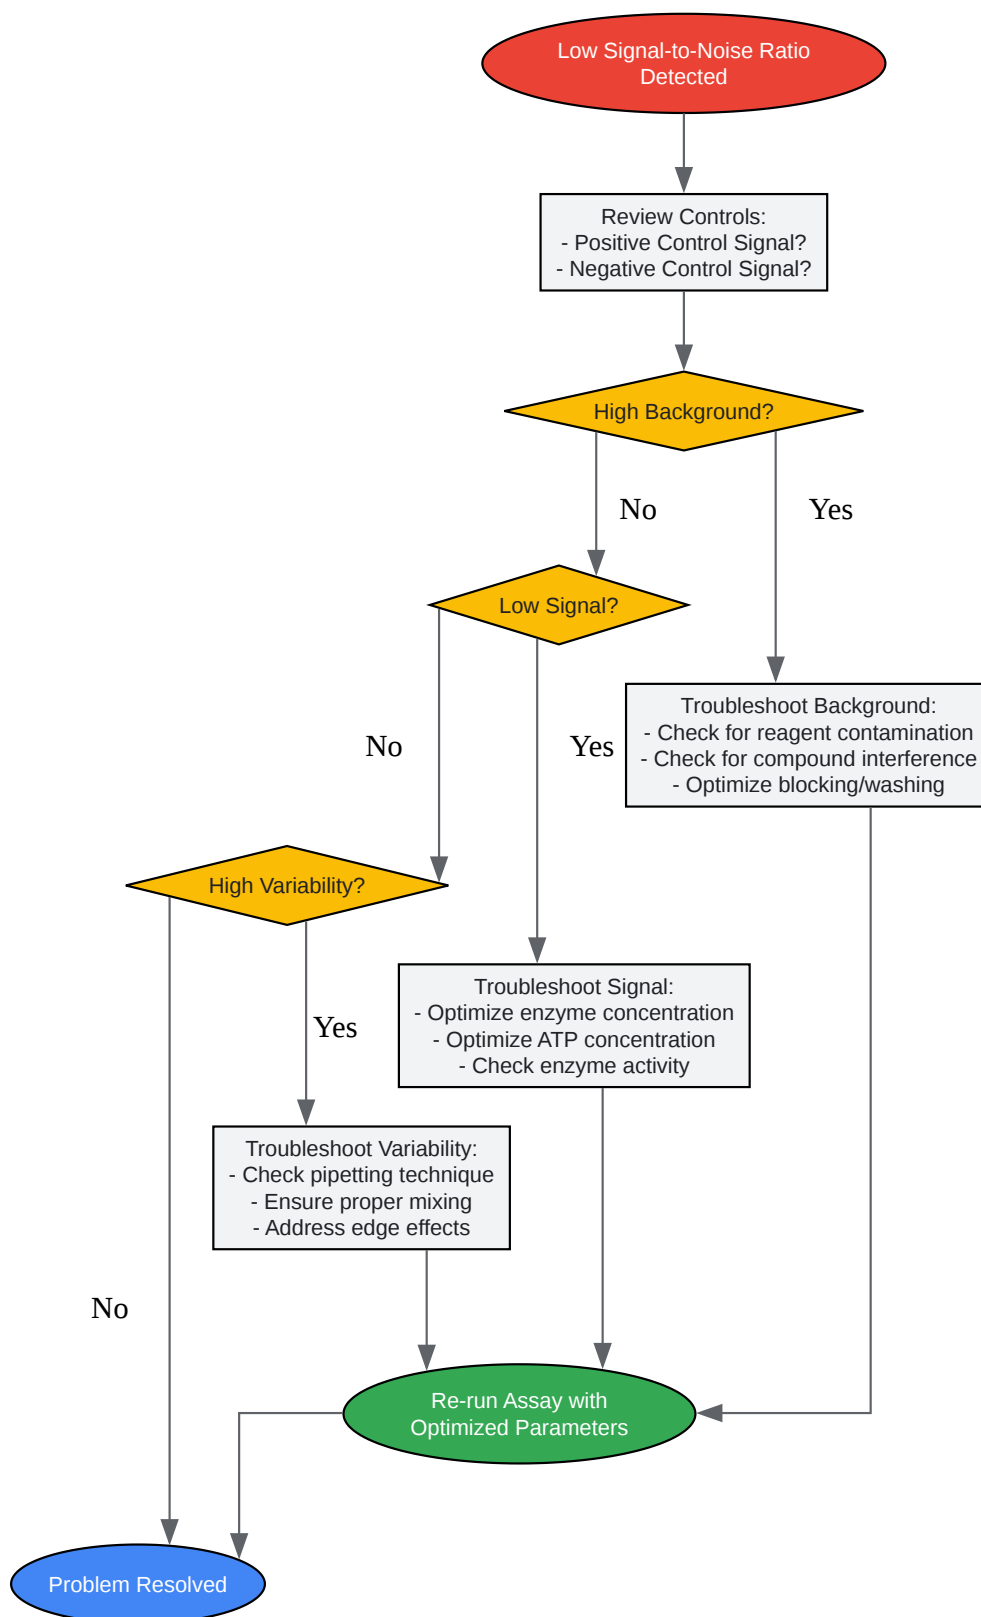 Low Signal-to-Noise Ratio
Detected
Review Controls:
- Positive Control Signal?
- Negative Control Signal?
High Background?
No
Yes
Low Signal?
No
Yes
Troubleshoot Background:
- Check for reagent contamination
- Check for compound interference
- Optimize blocking/washing
High Variability?
Troubleshoot Signal:
- Optimize enzyme concentration
- Optimize ATP concentration
- Check enzyme activity
Yes
Troubleshoot Variability:
- Check pipetting technique
- Ensure proper mixing
- Address edge effects
No
Re-run Assay with
Optimized Parameters
Problem Resolved